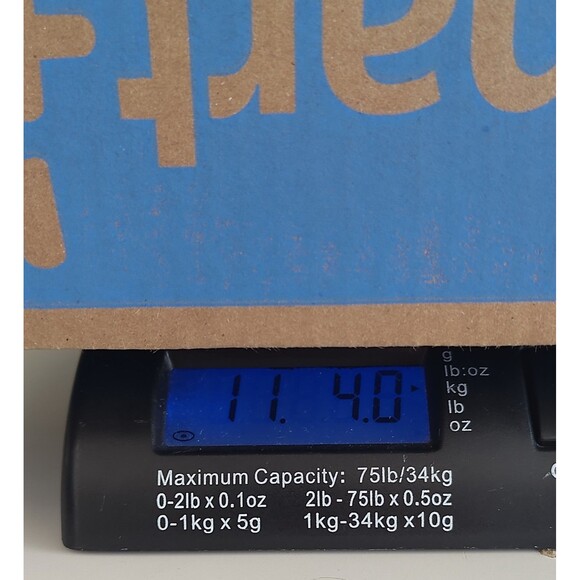 art
g
lb:oz
kg
lb
oz
11. 4.0
Maximum Capacity: 75lb/34kg
0-2lb x 0.1oz 2lb - 75lb x 0.5oz
0-1kg x 5g 1kg-34kg x10g